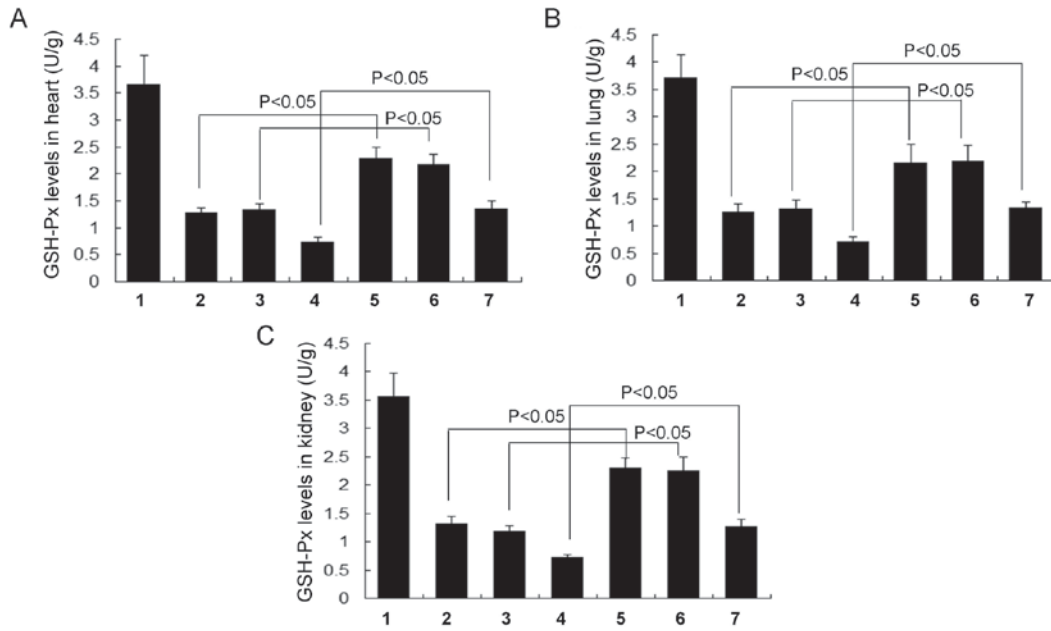 A
GSH-Px levels in heart (U/g)
4.5
4
3.5
3
2.5
2
1.5
1
0.5
0
P<0.05
P<0.05
P<0.05
1 2 3 4 5 6 7
B
GSH-Px levels in lung (U/g)
4.5
4
3.5
3
2.5
2
1.5
1
0.5
0
P<0.05
P<0.05
P<0.05
1 2 3 4 5 6 7
C
GSH-Px levels in kidney (U/g)
4.5
4
3.5
3
2.5
2
1.5
1
0.5
0
P<0.05
P<0.05
P<0.05
1 2 3 4 5 6 7